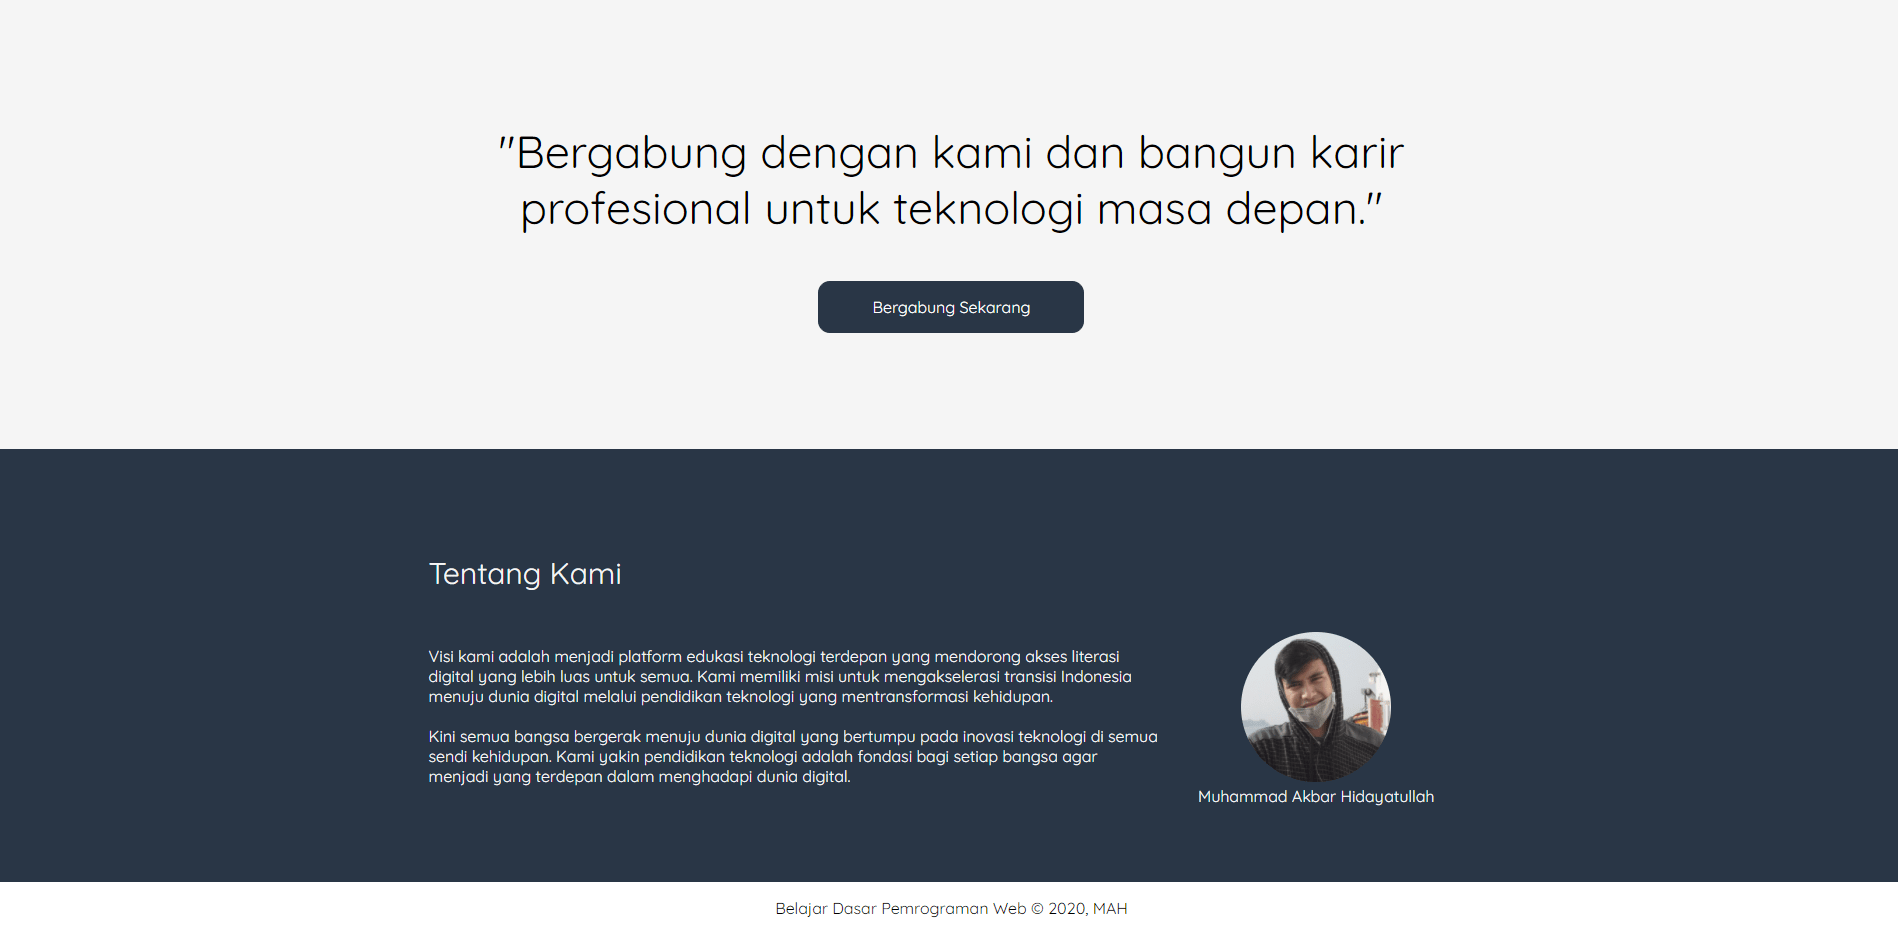 "Bergabung dengan kami dan bangun karir
profesional untuk teknologi masa depan."
Bergabung Sekarang
Tentang Kami
Visi kami adalah menjadi platform edukasi teknologi terdepan yang mendorong akses literasi
digital yang lebih luas untuk semua. Kami memiliki misi untuk mengakselerasi transisi Indonesia
menuju dunia digital melalui pendidikan teknologi yang mentransformasi kehidupan.
Kini semua bangsa bergerak menuju dunia digital yang bertumpu pada inovasi teknologi di semua
sendi kehidupan. Kami yakin pendidikan teknologi adalah fondasi bagi setiap bangsa agar
menjadi yang terdepan dalam menghadapi dunia digital.
Muhammad Akbar Hidayatullah
Belajar Dasar Pemrograman Web © 2020, MAH